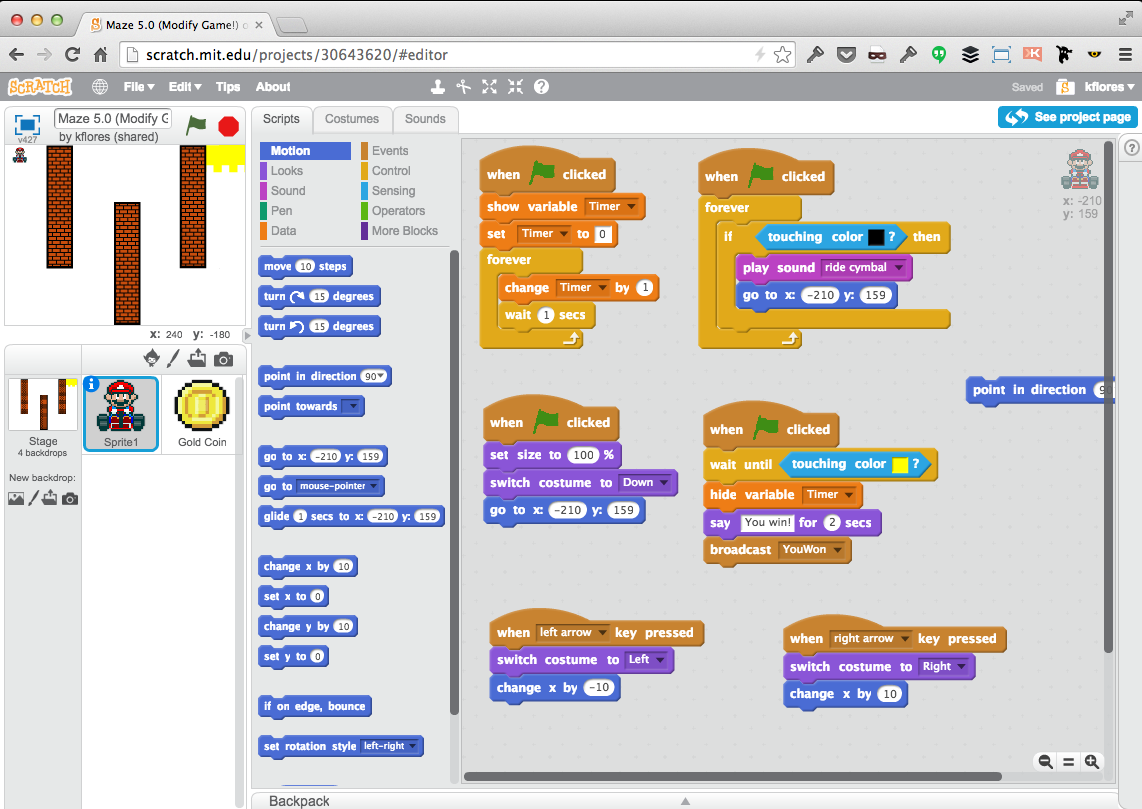 Maze 5.0 (Modify Game!) o
scratch.mit.edu/projects/30643620/#editor
SCRATCH
File Edit Tips About
Saved
kflores
v427
Maze 5.0 (Modify G
by kflores (shared)
x: 240 y: -180
Stage
4 backdrops
New backdrop:
Sprite1
Gold Coin
Scripts Costumes Sounds
See project page
Motion Events
Looks Control
Sound Sensing
Pen Operators
Data More Blocks
move 10 steps
turn 15 degrees
turn 15 degrees
point in direction 90
point towards
go to x: -210 y: 159
go to mouse-pointer
glide 1 secs to x: -210 y: 159
change x by 10
set x to 0
change y by 10
set y to 0
if on edge, bounce
set rotation style left-right
when clicked
show variable Timer
set Timer to 0
forever
change Timer by 1
wait 1 secs
when clicked
forever
if touching color ? then
play sound ride cymbal
go to x: -210 y: 159
x: -210
y: 159
point in direction 90
when clicked
set size to 100 %
switch costume to Down
go to x: -210 y: 159
when clicked
wait until touching color ?
hide variable Timer
say You win! for 2 secs
broadcast YouWon
when left arrow key pressed
switch costume to Left
change x by -10
when right arrow key pressed
switch costume to Right
change x by 10
Backpack